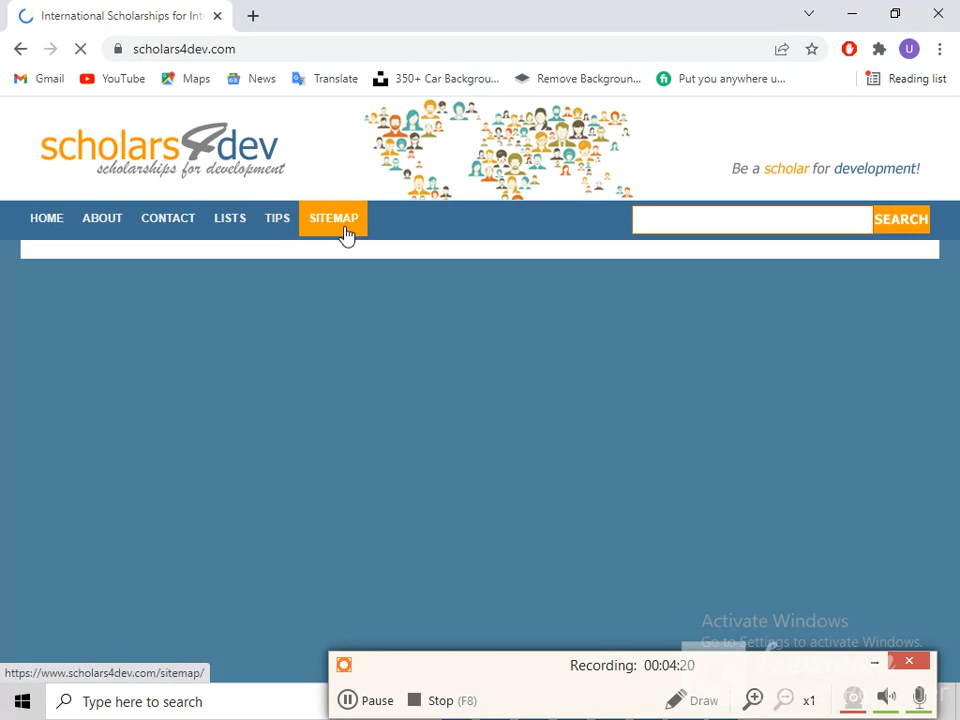 International Scholarships for Int
scholars4dev.com
Gmail YouTube Maps News Translate 350+ Car Backgrou... Remove Backgroun... Put you anywhere u... Reading list
scholars4dev
scholarships for development
Be a scholar for development!
HOME ABOUT CONTACT LISTS TIPS SITEMAP SEARCH
Activate Windows
Go to Settings to activate Windows.
https://www.scholars4dev.com/sitemap/
Recording: 00:04:20
Type here to search
Pause Stop (F8) Draw x1
U